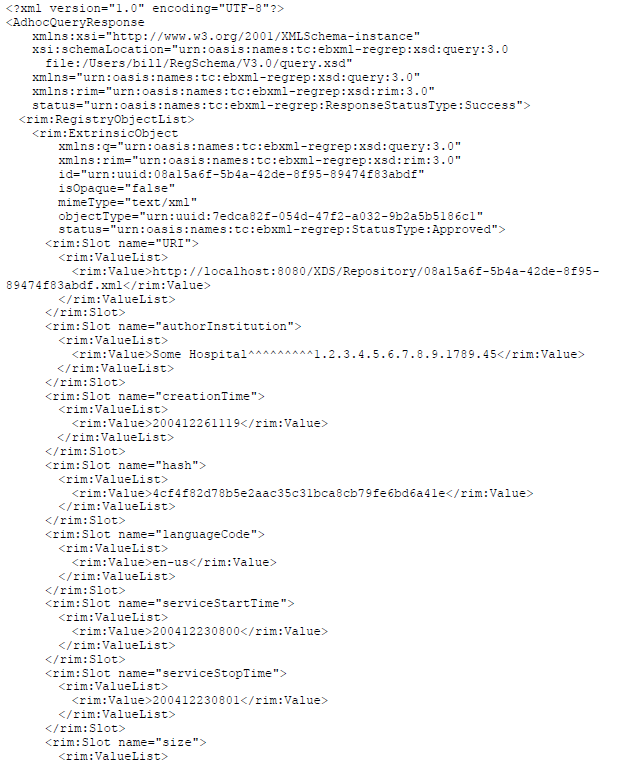 <?xml version="1.0" encoding="UTF-8"?>
<AdhocQueryResponse
xmlns:xsi="http://www.w3.org/2001/XMLSchema-instance"
xsi:schemaLocation="urn:oasis:names:tc:ebxml-regrep:xsd:query:3.0
file:/Users/bill/RegSchema/V3.0/query.xsd"
xmlns="urn:oasis:names:tc:ebxml-regrep:xsd:query:3.0"
xmlns:rim="urn:oasis:names:tc:ebxml-regrep:xsd:rim:3.0"
status="urn:oasis:names:tc:ebxml-regrep:ResponseStatusType:Success">
<rim:RegistryObjectList>
<rim:ExtrinsicObject
xmlns:q="urn:oasis:names:tc:ebxml-regrep:xsd:query:3.0"
xmlns:rim="urn:oasis:names:tc:ebxml-regrep:xsd:rim:3.0"
id="urn:uuid:08a15a6f-5b4a-42de-8f95-89474f83abdf"
isOpaque="false"
mimeType="text/xml"
objectType="urn:uuid:7edca82f-054d-47f2-a032-9b2a5b5186c1"
status="urn:oasis:names:tc:ebxml-regrep:StatusType:Approved">
<rim:Slot name="URI">
<rim:ValueList>
<rim:Value>http://localhost:8080/XDS/Repository/08a15a6f-5b4a-42de-8f95-
89474f83abdf.xml</rim:Value>
</rim:ValueList>
</rim:Slot>
<rim:Slot name="authorInstitution">
<rim:ValueList>
<rim:Value>Some Hospital^^^^^^^^^1.2.3.4.5.6.7.8.9.1789.45</rim:Value>
</rim:ValueList>
</rim:Slot>
<rim:Slot name="creationTime">
<rim:ValueList>
<rim:Value>200412261119</rim:Value>
</rim:ValueList>
</rim:Slot>
<rim:Slot name="hash">
<rim:ValueList>
<rim:Value>4cf4f82d78b5e2aac35c31bca8cb79fe6bd6a41e</rim:Value>
</rim:ValueList>
</rim:Slot>
<rim:Slot name="languageCode">
<rim:ValueList>
<rim:Value>en-us</rim:Value>
</rim:ValueList>
</rim:Slot>
<rim:Slot name="serviceStartTime">
<rim:ValueList>
<rim:Value>200412230800</rim:Value>
</rim:ValueList>
</rim:Slot>
<rim:Slot name="serviceStopTime">
<rim:ValueList>
<rim:Value>200412230801</rim:Value>
</rim:ValueList>
</rim:Slot>
<rim:Slot name="size">
<rim:ValueList>